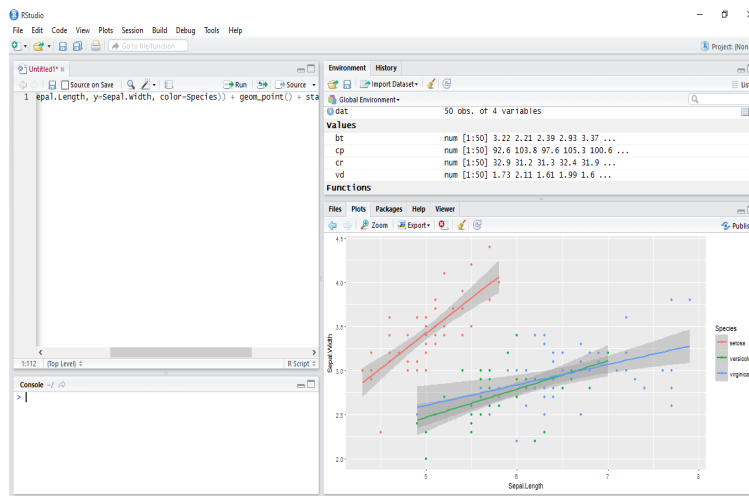 RStudio
File Edit Code View Plots Session Build Debug Tools Help
Go to file/function
Project: (Non
Untitled1*
Source on Save
Run
Source
1 epal.Length, y=Sepal.Width, color=Species)) + geom_point() + sta
1:112 (Top Level)
R Script
Console ~/
>
Environment History
Import Dataset
List
Global Environment
dat 50 obs. of 4 variables
Values
bt num [1:50] 3.22 2.21 2.39 2.93 3.37 ...
cp num [1:50] 92.6 103.8 97.6 105.3 100.6 ...
cr num [1:50] 32.9 31.2 31.3 32.4 31.9 ...
vd num [1:50] 1.73 2.11 1.61 1.99 1.6 ...
Functions
Files Plots Packages Help Viewer
Zoom Export
Publis
4.5
4.0
3.5
3.0
2.5
2.0
Sepal.Width
5 6 7 8
Sepal.Length
Species
setosa
versicolo
virginica